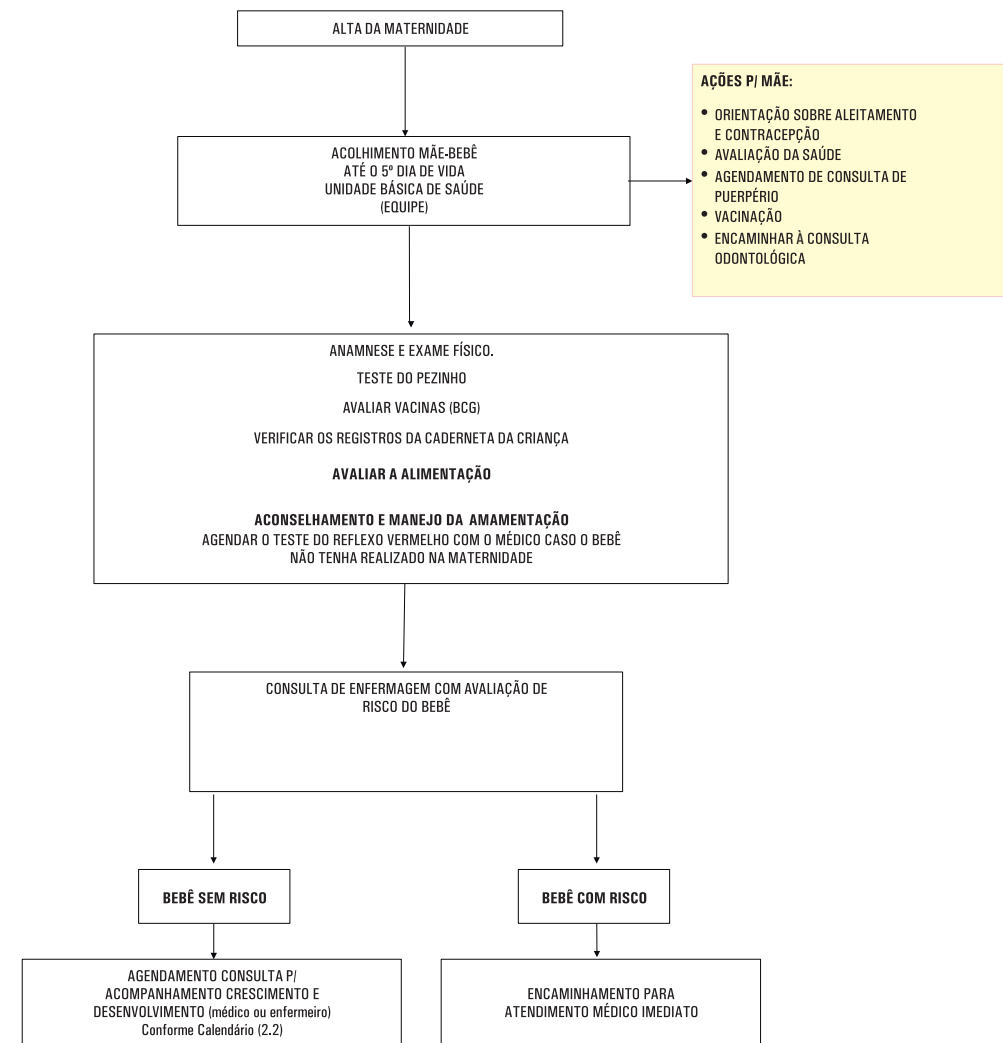 ALTA DA MATERNIDADE
ACOLHIMENTO MÃE-BEBÊ
ATÉ O 5º DIA DE VIDA
UNIDADE BÁSICA DE SAÚDE
(EQUIPE)
AÇÕES P/ MÃE:
• ORIENTAÇÃO SOBRE ALEITAMENTO
E CONTRACEPÇÃO
• AVALIAÇÃO DA SAÚDE
• AGENDAMENTO DE CONSULTA DE
PUERPÉRIO
• VACINAÇÃO
• ENCAMINHAR À CONSULTA
ODONTOLÓGICA
ANAMNESE E EXAME FÍSICO.
TESTE DO PEZINHO
AVALIAR VACINAS (BCG)
VERIFICAR OS REGISTROS DA CADERNETA DA CRIANÇA
AVALIAR A ALIMENTAÇÃO
ACONSELHAMENTO E MANEJO DA AMAMENTAÇÃO
AGENDAR O TESTE DO REFLEXO VERMELHO COM O MÉDICO CASO O BEBÊ
NÃO TENHA REALIZADO NA MATERNIDADE
CONSULTA DE ENFERMAGEM COM AVALIAÇÃO DE
RISCO DO BEBÊ
BEBÊ SEM RISCO
BEBÊ COM RISCO
AGENDAMENTO CONSULTA P/
ACOMPANHAMENTO CRESCIMENTO E
DESENVOLVIMENTO (médico ou enfermeiro)
Conforme Calendário (2.2)
ENCAMINHAMENTO PARA
ATENDIMENTO MÉDICO IMEDIATO